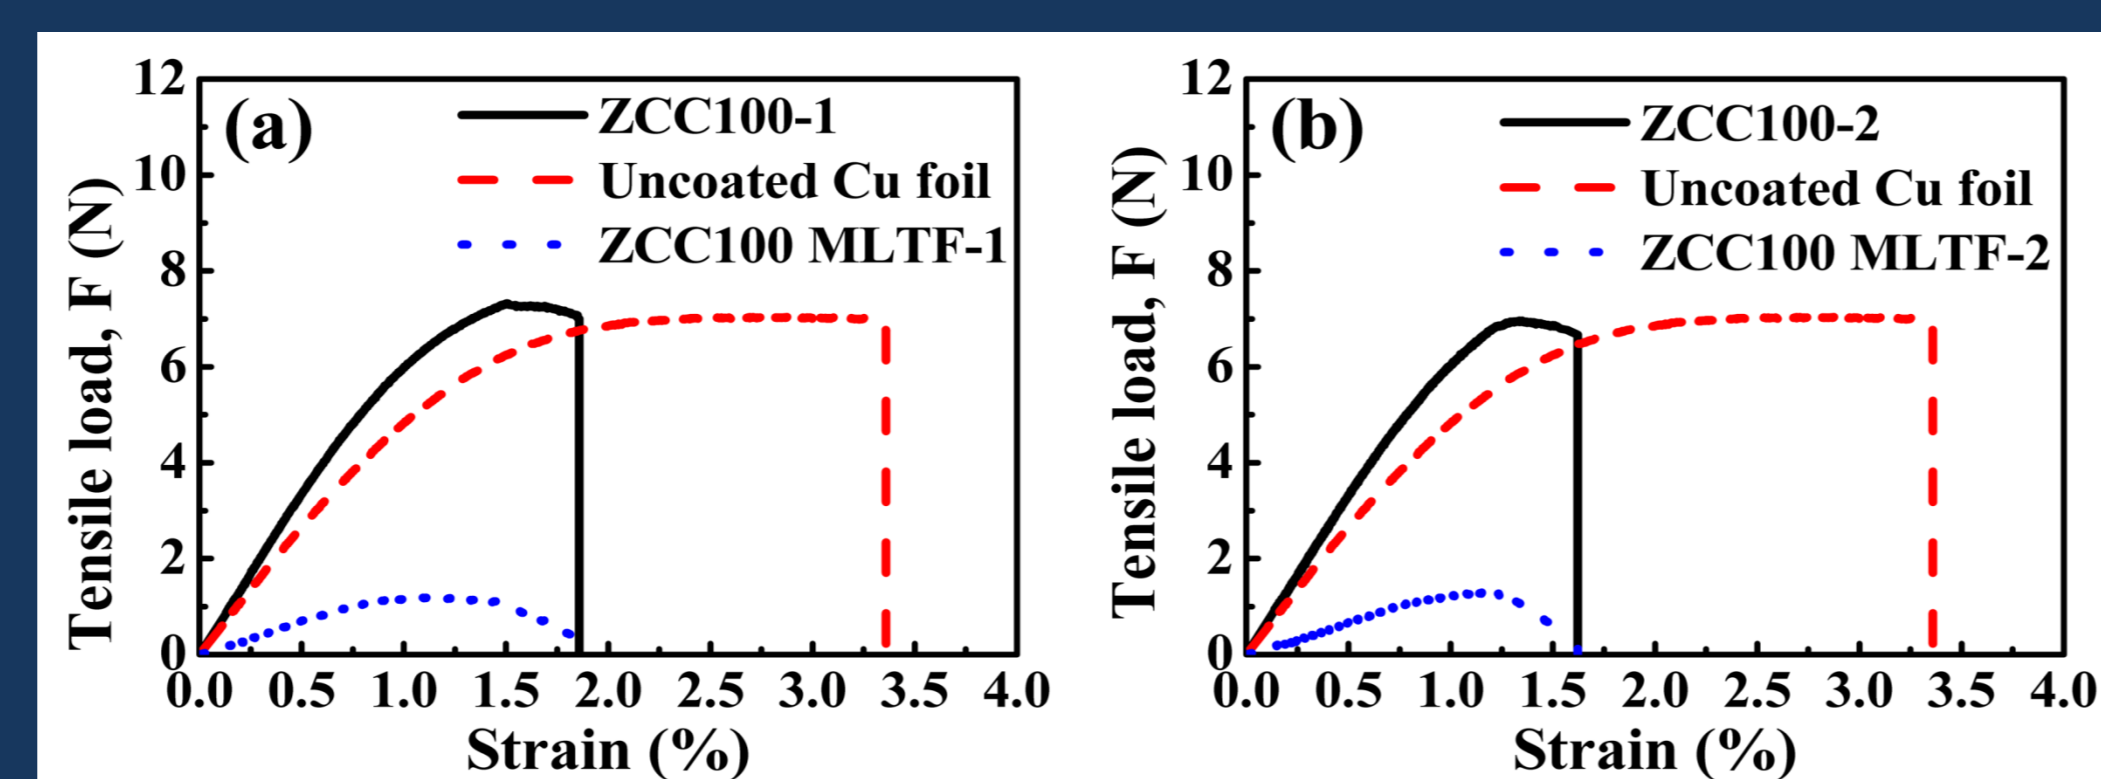 (a)
ZCC100-1
Uncoated Cu foil
ZCC100 MLTF-1
Tensile load, F (N)
12
10
8
6
4
2
0
0.0 0.5 1.0 1.5 2.0 2.5 3.0 3.5 4.0
Strain (%)
(b)
ZCC100-2
Uncoated Cu foil
ZCC100 MLTF-2
Tensile load, F (N)
12
10
8
6
4
2
0
0.0 0.5 1.0 1.5 2.0 2.5 3.0 3.5 4.0
Strain (%)